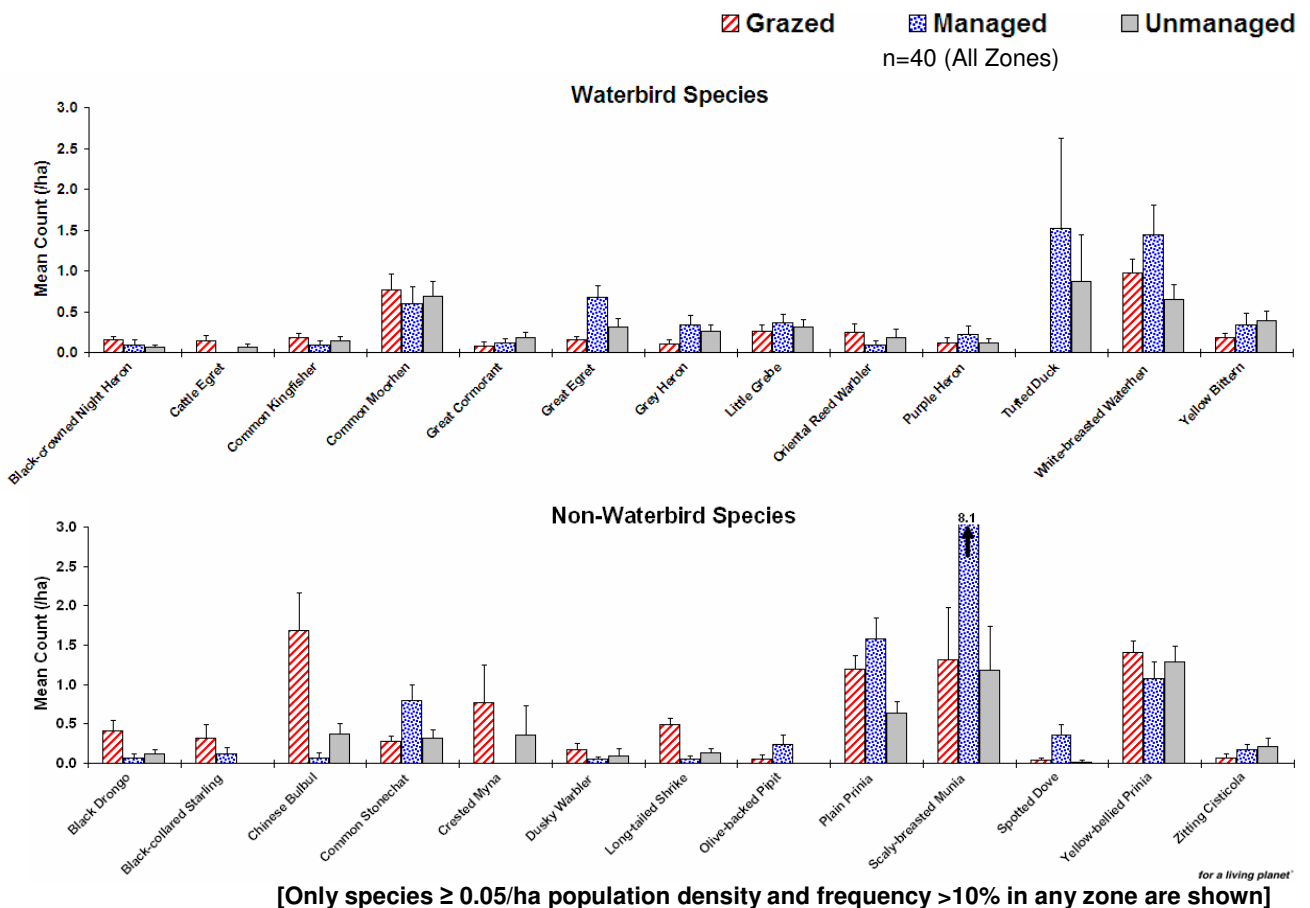 Grazed Managed Unmanaged
n=40 (All Zones)
Waterbird Species
Mean Count (/ha)
3.0
2.5
2.0
1.5
1.0
0.5
0.0
Black-crowned Night Heron
Cattle Egret
Common Kingfisher
Common Moorhen
Great Cormorant
Great Egret
Grey Heron
Little Grebe
Oriental Reed Warbler
Purple Heron
Tufted Duck
White-breasted Waterhen
Yellow Bittern
Non-Waterbird Species
Mean Count (/ha)
3.0
2.5
2.0
1.5
1.0
0.5
0.0
8.1
Black Drongo
Black-collared Starling
Chinese Bulbul
Common Stonechat
Crested Myna
Dusky Warbler
Long-tailed Shrike
Olive-backed Pipit
Plain Prinia
Scaly-breasted Munia
Spotted Dove
Yellow-bellied Prinia
Zitting Cisticola
for a living planet®
[Only species ≥ 0.05/ha population density and frequency >10% in any zone are shown]